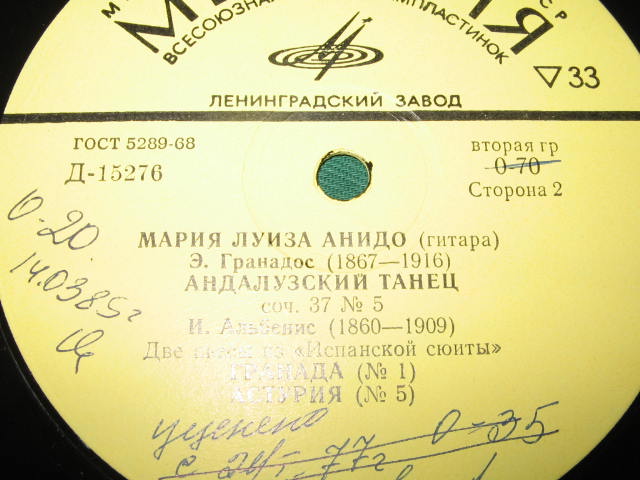 ВСЕСОЮЗНАЯ
▽33
ЛЕНИНГРАДСКИЙ ЗАВОД
ГОСТ 5289-68
Д-15276
вторая гр
0-70
Сторона 2
0-20
14.03.85г
МАРИЯ ЛУИЗА АНИДО (гитара)
Э. Гранадос (1867—1916)
АНДАЛУЗСКИЙ ТАНЕЦ
соч. 37 № 5
И. Альбенис (1860—1909)
Две пьесы из «Испанской сюиты»
ГРАНАДА (№ 1)
АСТУРИЯ (№ 5)
уценено 0-35
77г